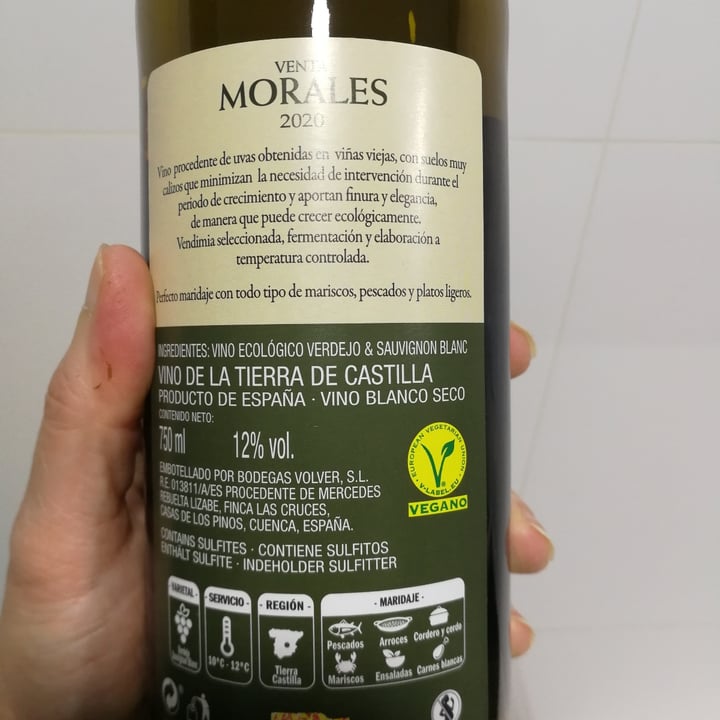 VENTA
MORALES
2020
Vino procedente de uvas obtenidas en viñas viejas, con suelos muy
calizos que minimizan la necesidad de intervención durante el
periodo de crecimiento y aportan finura y elegancia,
de manera que puede crecer ecológicamente.
Vendimia seleccionada, fermentación y elaboración a
temperatura controlada.
Perfecto maridaje con todo tipo de mariscos, pescados y platos ligeros.
INGREDIENTES: VINO ECOLÓGICO VERDEJO & SAUVIGNON BLANC
VINO DE LA TIERRA DE CASTILLA
PRODUCTO DE ESPAÑA · VINO BLANCO SECO
CONTENIDO NETO:
750 ml 12% vol.
EMBOTELLADO POR BODEGAS VOLVER, S.L.
R.E. 013811/A/ES PROCEDENTE DE MERCEDES
REBUELTA LIZABE, FINCA LAS CRUCES,
CASAS DE LOS PINOS, CUENCA, ESPAÑA.
EUROPEAN VEGETARIAN UNION
· V-LABEL.EU ·
VEGANO
CONTAINS SULFITES · CONTIENE SULFITOS
ENTHÄLT SULFITE · INDEHOLDER SULFITTER
VARIETAL
- SERVICIO -
10°C - 12°C
- REGIÓN -
Tierra
Castilla
- MARIDAJE -
Pescados
Arroces
Cordero y cerdo
Mariscos
Ensaladas
Carnes blancas